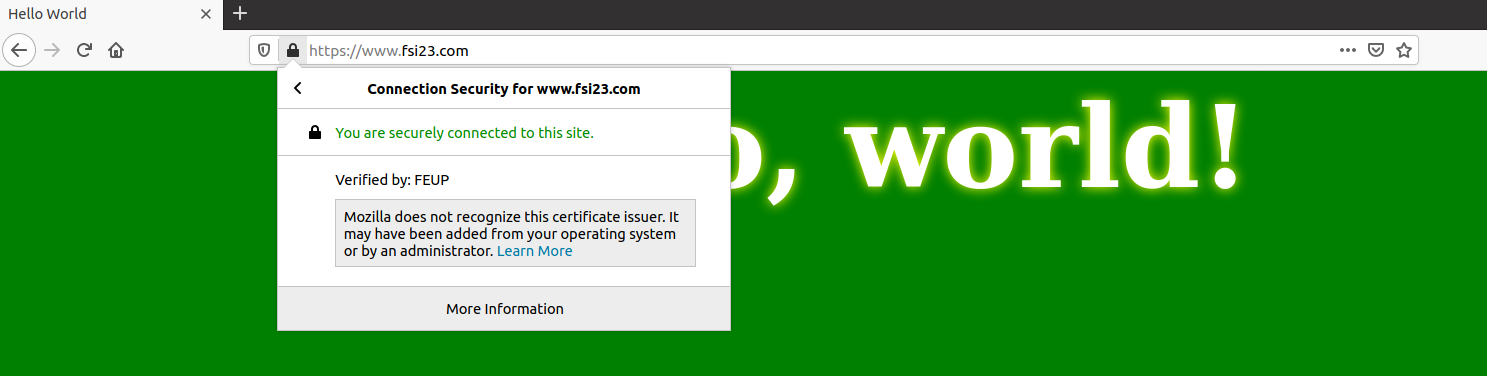 Hello World
https://www.fsi23.com
Connection Security for www.fsi23.com
o, world!
You are securely connected to this site.
Verified by: FEUP
Mozilla does not recognize this certificate issuer. It
may have been added from your operating system
or by an administrator. Learn More
More Information